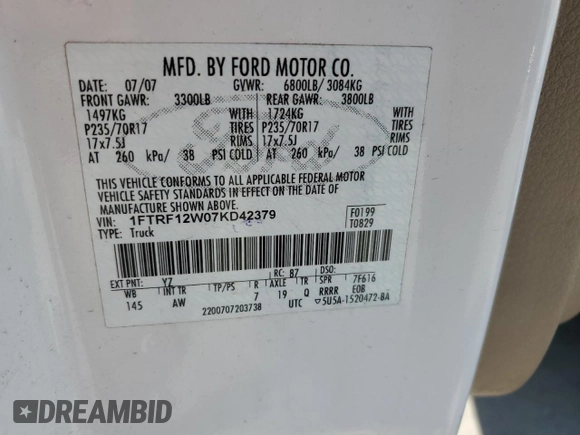 MFD. BY FORD MOTOR CO.
DATE: 07/07 GVWR: 6800LB/ 3084KG
FRONT GAWR: 3300LB REAR GAWR: 3800LB
1497KG WITH 1724KG WITH
P235/70R17 TIRES P235/70R17 TIRES
17x7.5J RIMS 17x7.5J RIMS
AT 260 kPa/ 38 PSI COLD AT 260 kPa/ 38 PSI COLD
THIS VEHICLE CONFORMS TO ALL APPLICABLE FEDERAL MOTOR
VEHICLE SAFETY STANDARDS IN EFFECT ON THE DATE OF
MANUFACTURE SHOWN ABOVE.
VIN: 1FTRF12W07KD42379 F0199
TYPE: Truck T0829
EXT PNT: YZ RC: 87 DSO:
WB INT TR TP/PS R AXLE TR SPR 7F616
145 AW 7 19 Q RRRR EOB
2200707203738 UTC 5U5A-1520472-BA
Ford
DREAMBID